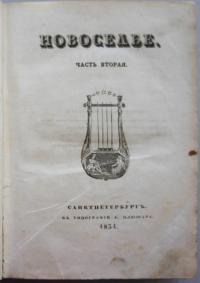 НОВОСЕЛЬЕ.
ЧАСТЬ ВТОРАЯ.
САНКТПЕТЕРБУРГЪ.
ВЪ ТИПОГРАФІИ А. ПЛЮШАРА.
1834.